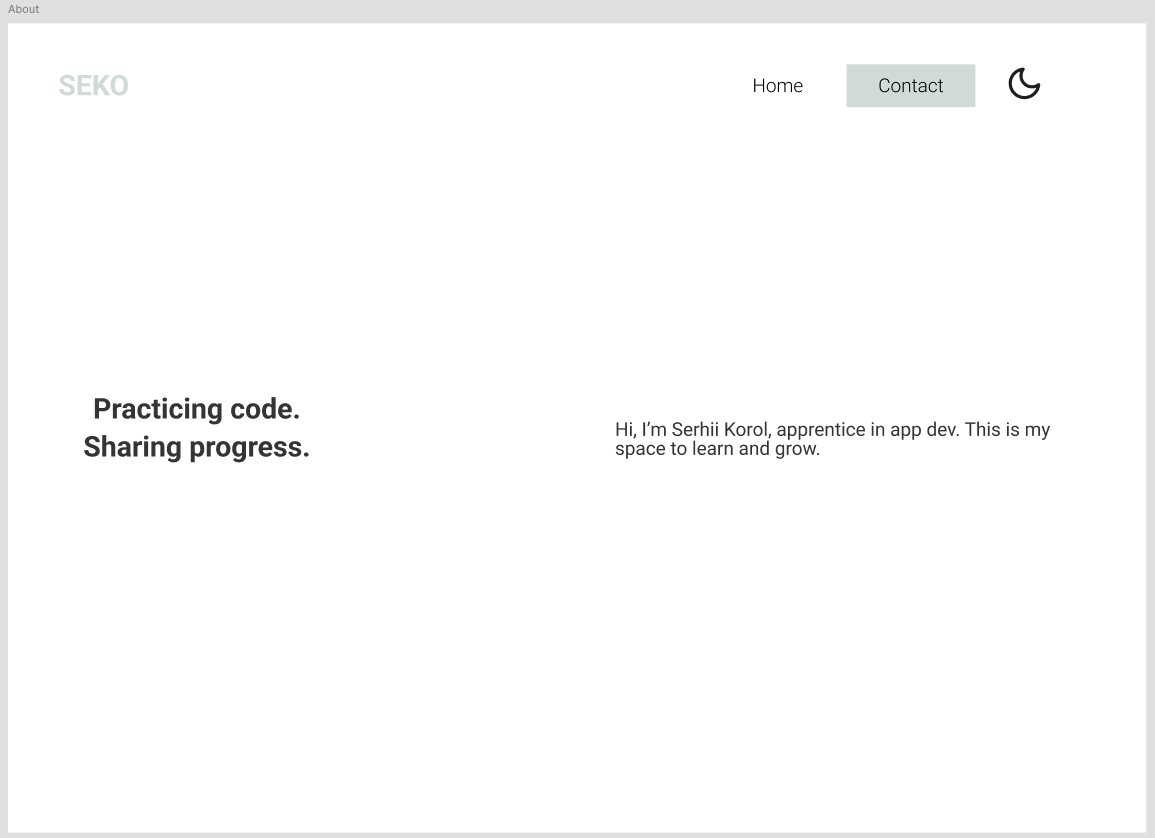 About
SEKO
Home
Contact
Practicing code.
Sharing progress.
Hi, I’m Serhii Korol, apprentice in app dev. This is my
space to learn and grow.